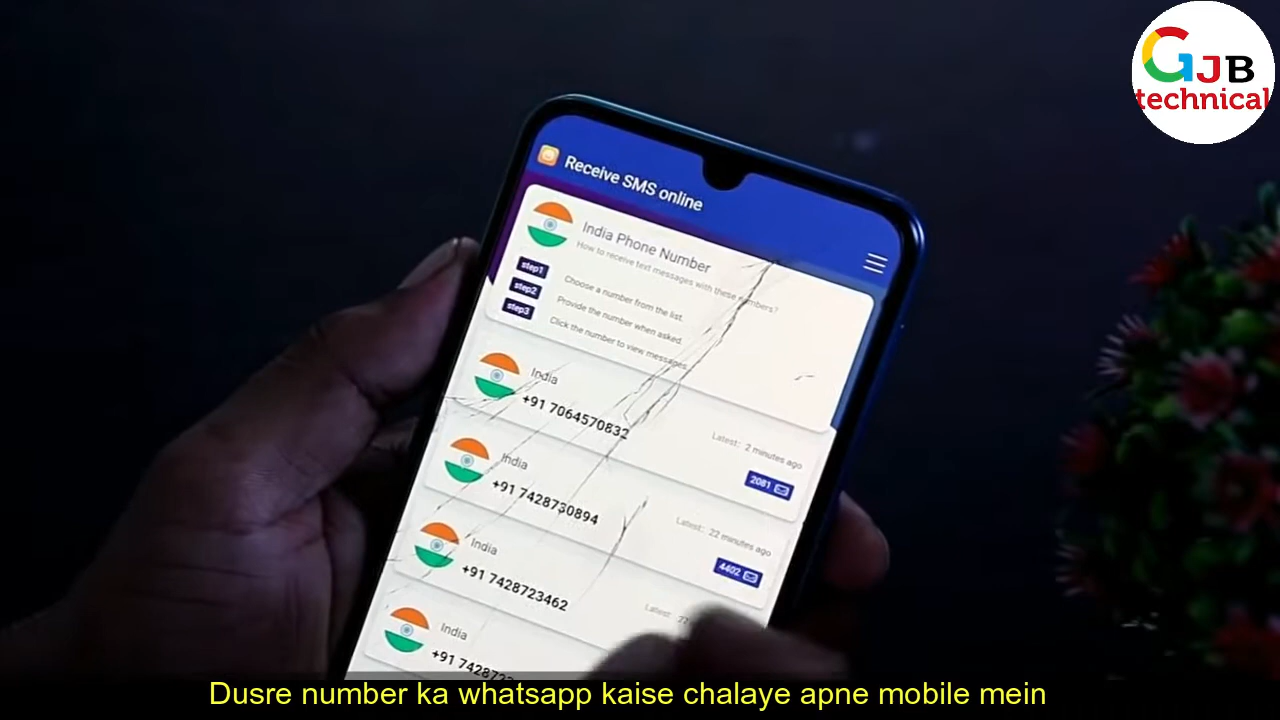 GJB
technical
Receive SMS online
India Phone Number
How to receive text messages with these numbers?
step1 Choose a number from the list.
step2 Provide the number when asked.
step3 Click the number to view messages.
India
+91 7064570832
Latest: 2 minutes ago
2081
India
+91 7428730894
Latest: 22 minutes ago
4402
India
+91 7428723462
Latest:
India
Dusre number ka whatsapp kaise chalaye apne mobile mein